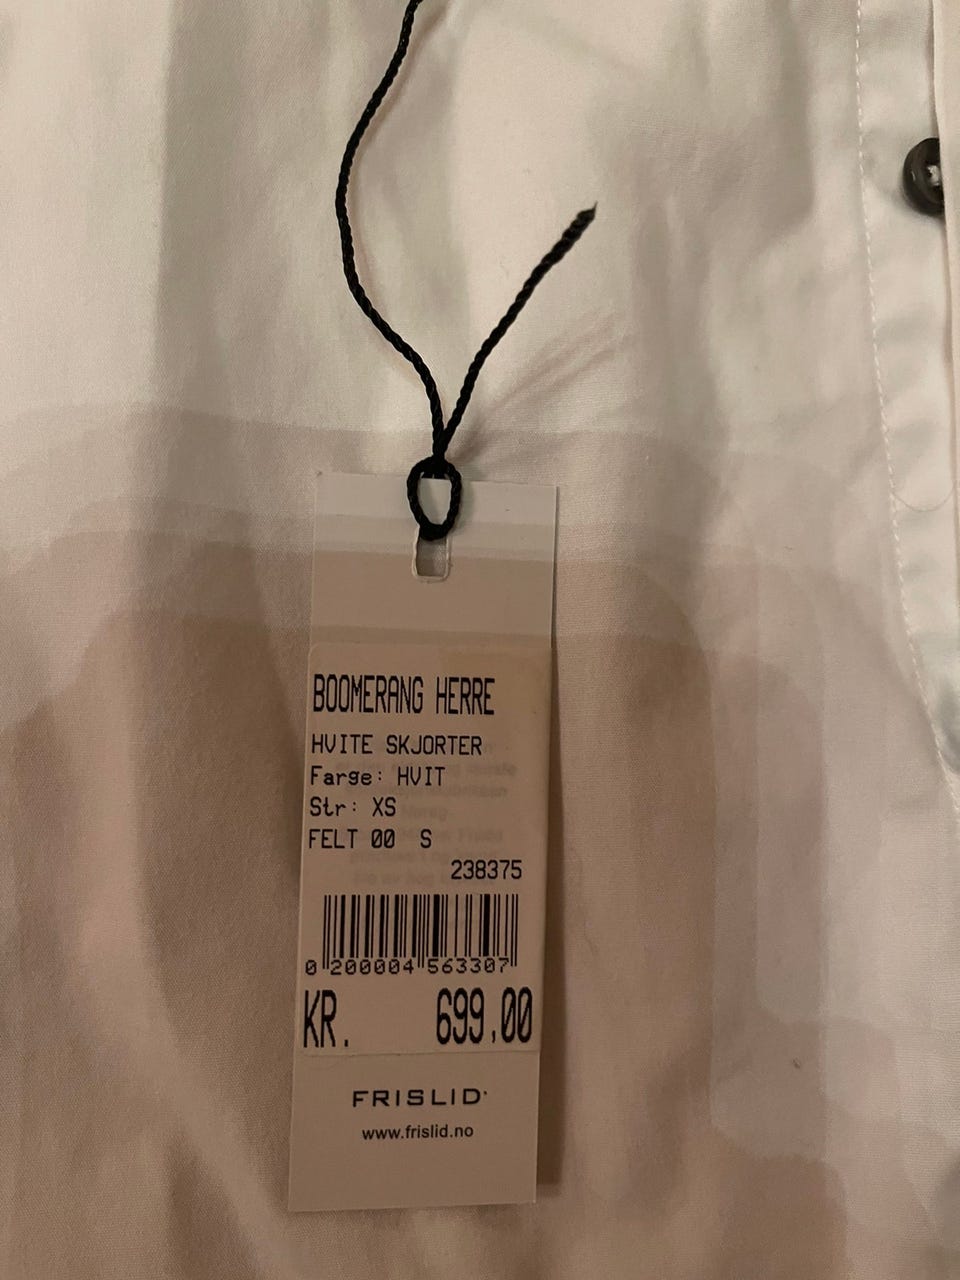 BOOMERANG HERRE
HVITE SKJORTER
Farge: HVIT
Str: XS
FELT 00 S
238375
0 200004 563307
KR. 699,00
FRISLID
www.frislid.no